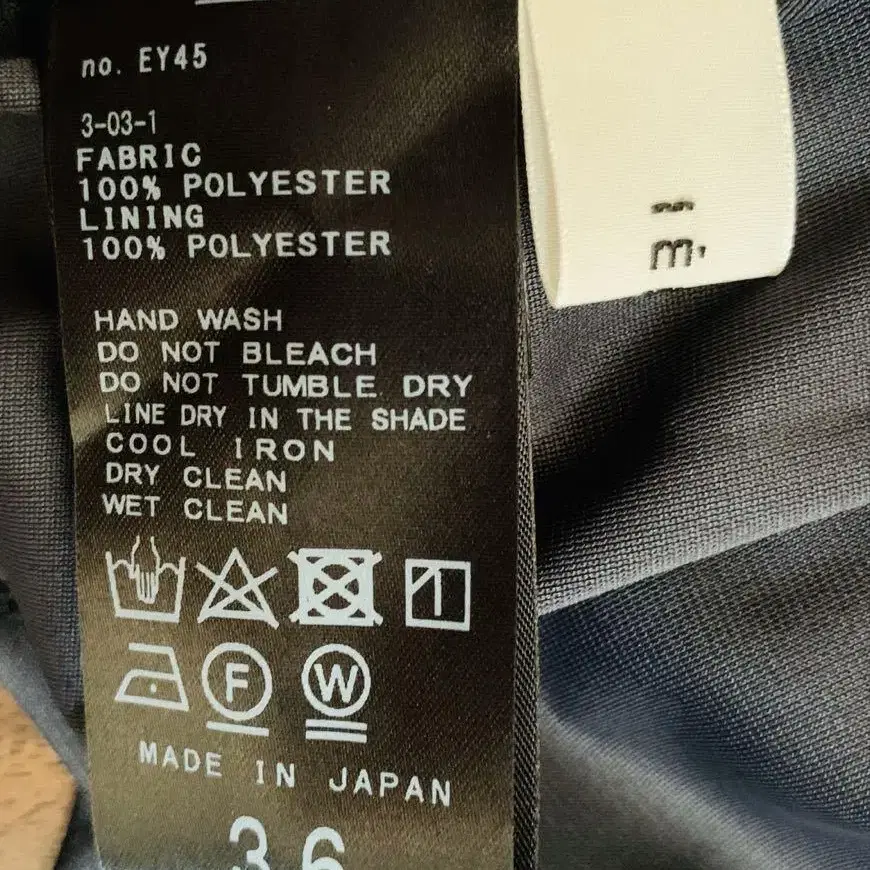 no. EY45
3-03-1
FABRIC
100% POLYESTER
LINING
100% POLYESTER
HAND WASH
DO NOT BLEACH
DO NOT TUMBLE DRY
LINE DRY IN THE SHADE
COOL IRON
DRY CLEAN
WET CLEAN
F W
MADE IN JAPAN
36